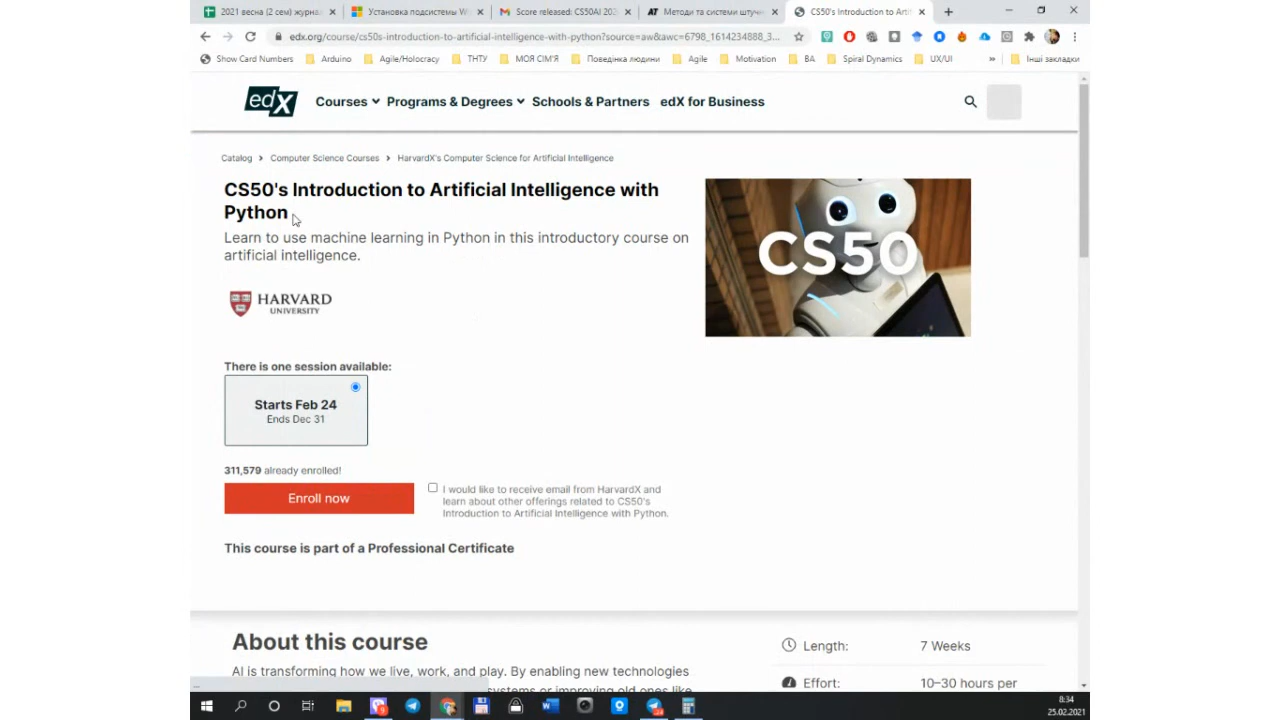 2021 весна (2 сем) журна
Установка подсистемы W
Score released: CS50AI 202
Методи та системи штуч
CS50's Introduction to Arti
edx.org/course/cs50s-introduction-to-artificial-intelligence-with-python?source=aw&awc=6798_1614234888_3...
Show Card Numbers
Arduino
Agile/Holocracy
ТНТУ
МОЯ СІМ'Я
Поведінка людини
Agile
Motivation
BA
Spiral Dynamics
UX/UI
»
Інші закладки
edX
Courses
Programs & Degrees
Schools & Partners
edX for Business
Catalog > Computer Science Courses > HarvardX's Computer Science for Artificial Intelligence
CS50's Introduction to Artificial Intelligence with
Python
Learn to use machine learning in Python in this introductory course on
artificial intelligence.
CS50
HARVARD
UNIVERSITY
There is one session available:
Starts Feb 24
Ends Dec 31
311,579 already enrolled!
Enroll now
I would like to receive email from HarvardX and
learn about other offerings related to CS50's
Introduction to Artificial Intelligence with Python.
This course is part of a Professional Certificate
About this course
AI is transforming how we live, work, and play. By enabling new technologies
Length: 7 Weeks
Effort: 10–30 hours per
8:34
25.02.2021